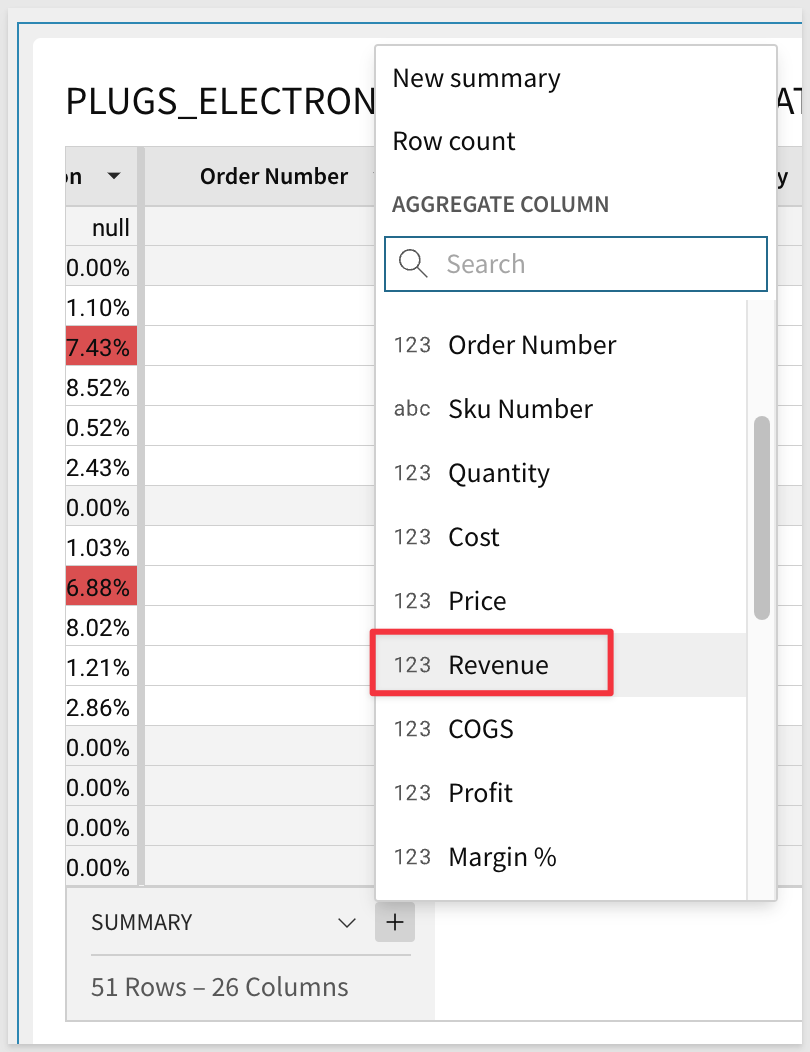 PLUGS_ELECTRON
AT
on
Order Number
y
null
0.00%
1.10%
7.43%
8.52%
0.52%
2.43%
0.00%
1.03%
6.88%
8.02%
1.21%
2.86%
0.00%
0.00%
0.00%
0.00%
New summary
Row count
AGGREGATE COLUMN
Search
123 Order Number
abc Sku Number
123 Quantity
123 Cost
123 Price
123 Revenue
123 COGS
123 Profit
123 Margin %
SUMMARY
+
51 Rows – 26 Columns